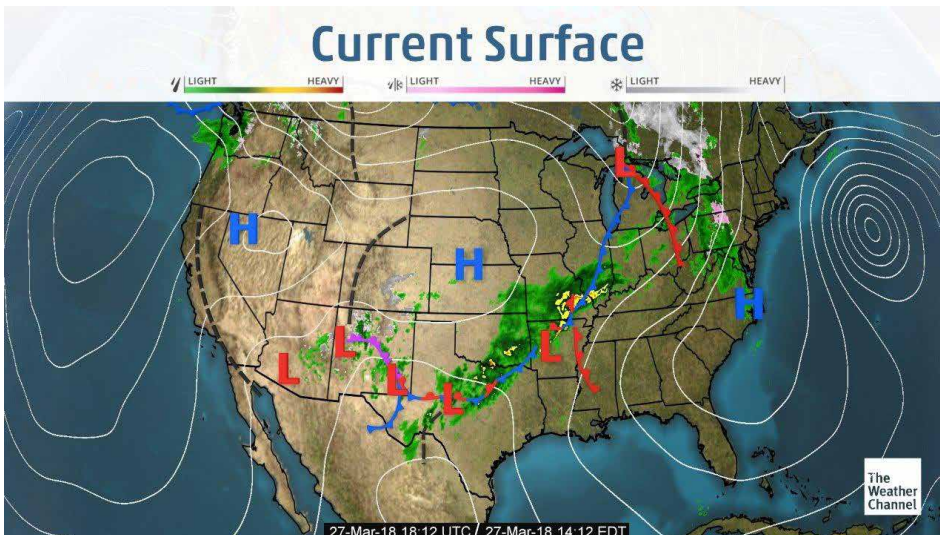 Current Surface
LIGHT HEAVY LIGHT HEAVY LIGHT HEAVY
L
H
H
H
L
L
L
L
L
The
Weather
Channel
27-Mar-18 18:12 UTC / 27-Mar-18 14:12 EDT